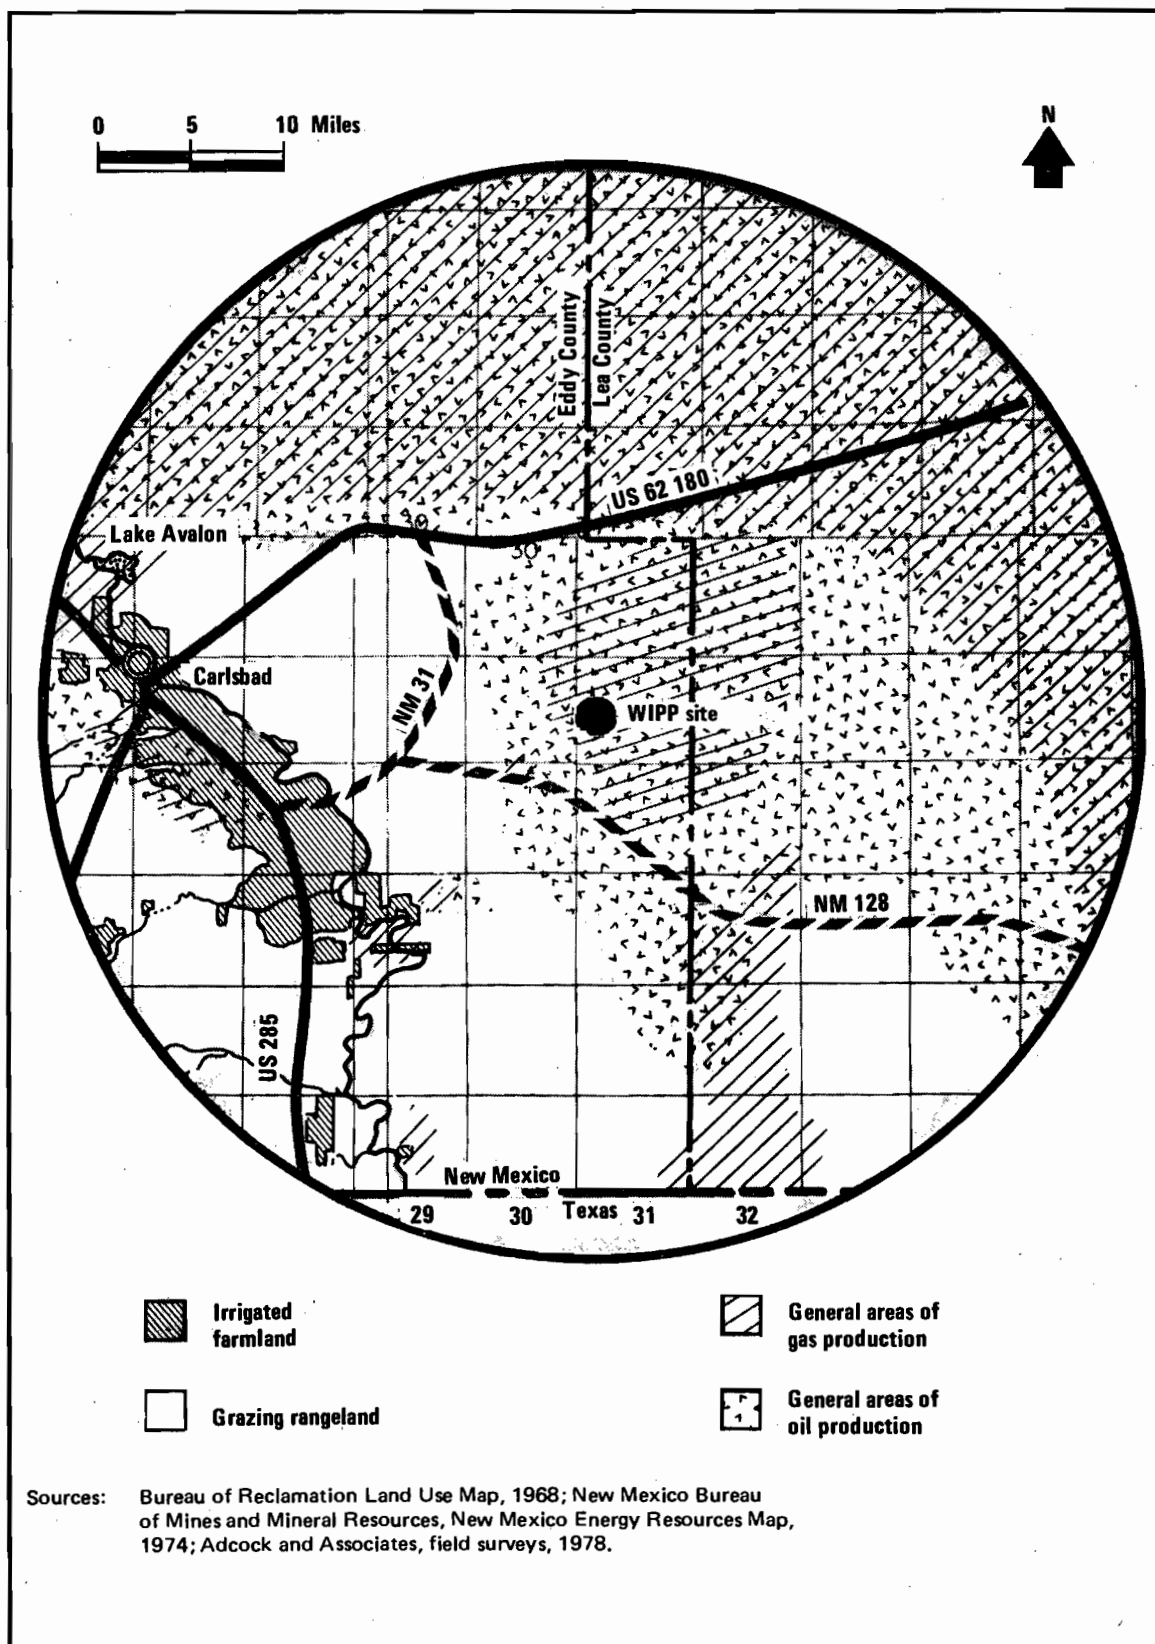 0 5 10 Miles
N
Eddy County
Lea County
US 62 180
Lake Avalon
30
30
Carlsbad
NM 31
WIPP site
NM 128
US 285
New Mexico
Texas
29 30 31 32
Irrigated
farmland
General areas of
gas production
Grazing rangeland
General areas of
oil production
Sources: Bureau of Reclamation Land Use Map, 1968; New Mexico Bureau
of Mines and Mineral Resources, New Mexico Energy Resources Map,
1974; Adcock and Associates, field surveys, 1978.